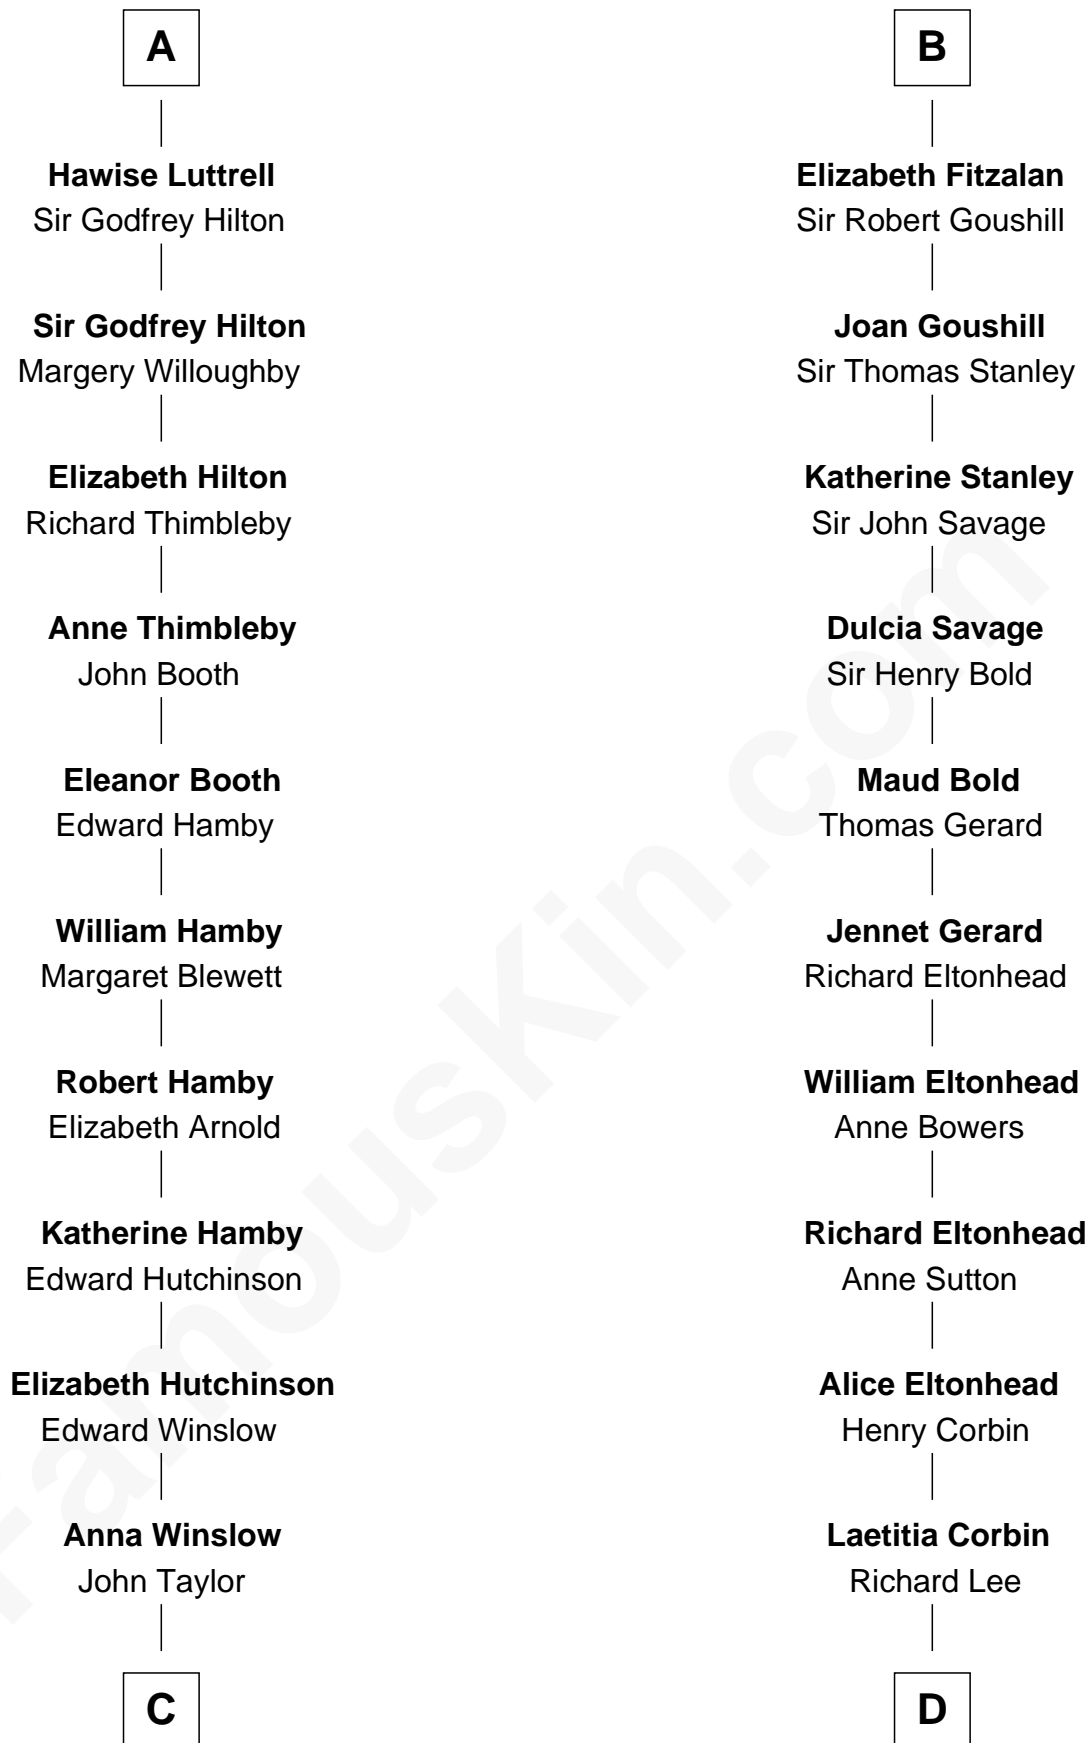 A
Hawise Luttrell
Sir Godfrey Hilton
Sir Godfrey Hilton
Margery Willoughby
Elizabeth Hilton
Richard Thimbleby
Anne Thimbleby
John Booth
Eleanor Booth
Edward Hamby
William Hamby
Margaret Blewett
Robert Hamby
Elizabeth Arnold
Katherine Hamby
Edward Hutchinson
Elizabeth Hutchinson
Edward Winslow
Anna Winslow
John Taylor
C
B
Elizabeth Fitzalan
Sir Robert Goushill
Joan Goushill
Sir Thomas Stanley
Katherine Stanley
Sir John Savage
Dulcia Savage
Sir Henry Bold
Maud Bold
Thomas Gerard
Jennet Gerard
Richard Eltonhead
William Eltonhead
Anne Bowers
Richard Eltonhead
Anne Sutton
Alice Eltonhead
Henry Corbin
Laetitia Corbin
Richard Lee
D
FamousKin.com